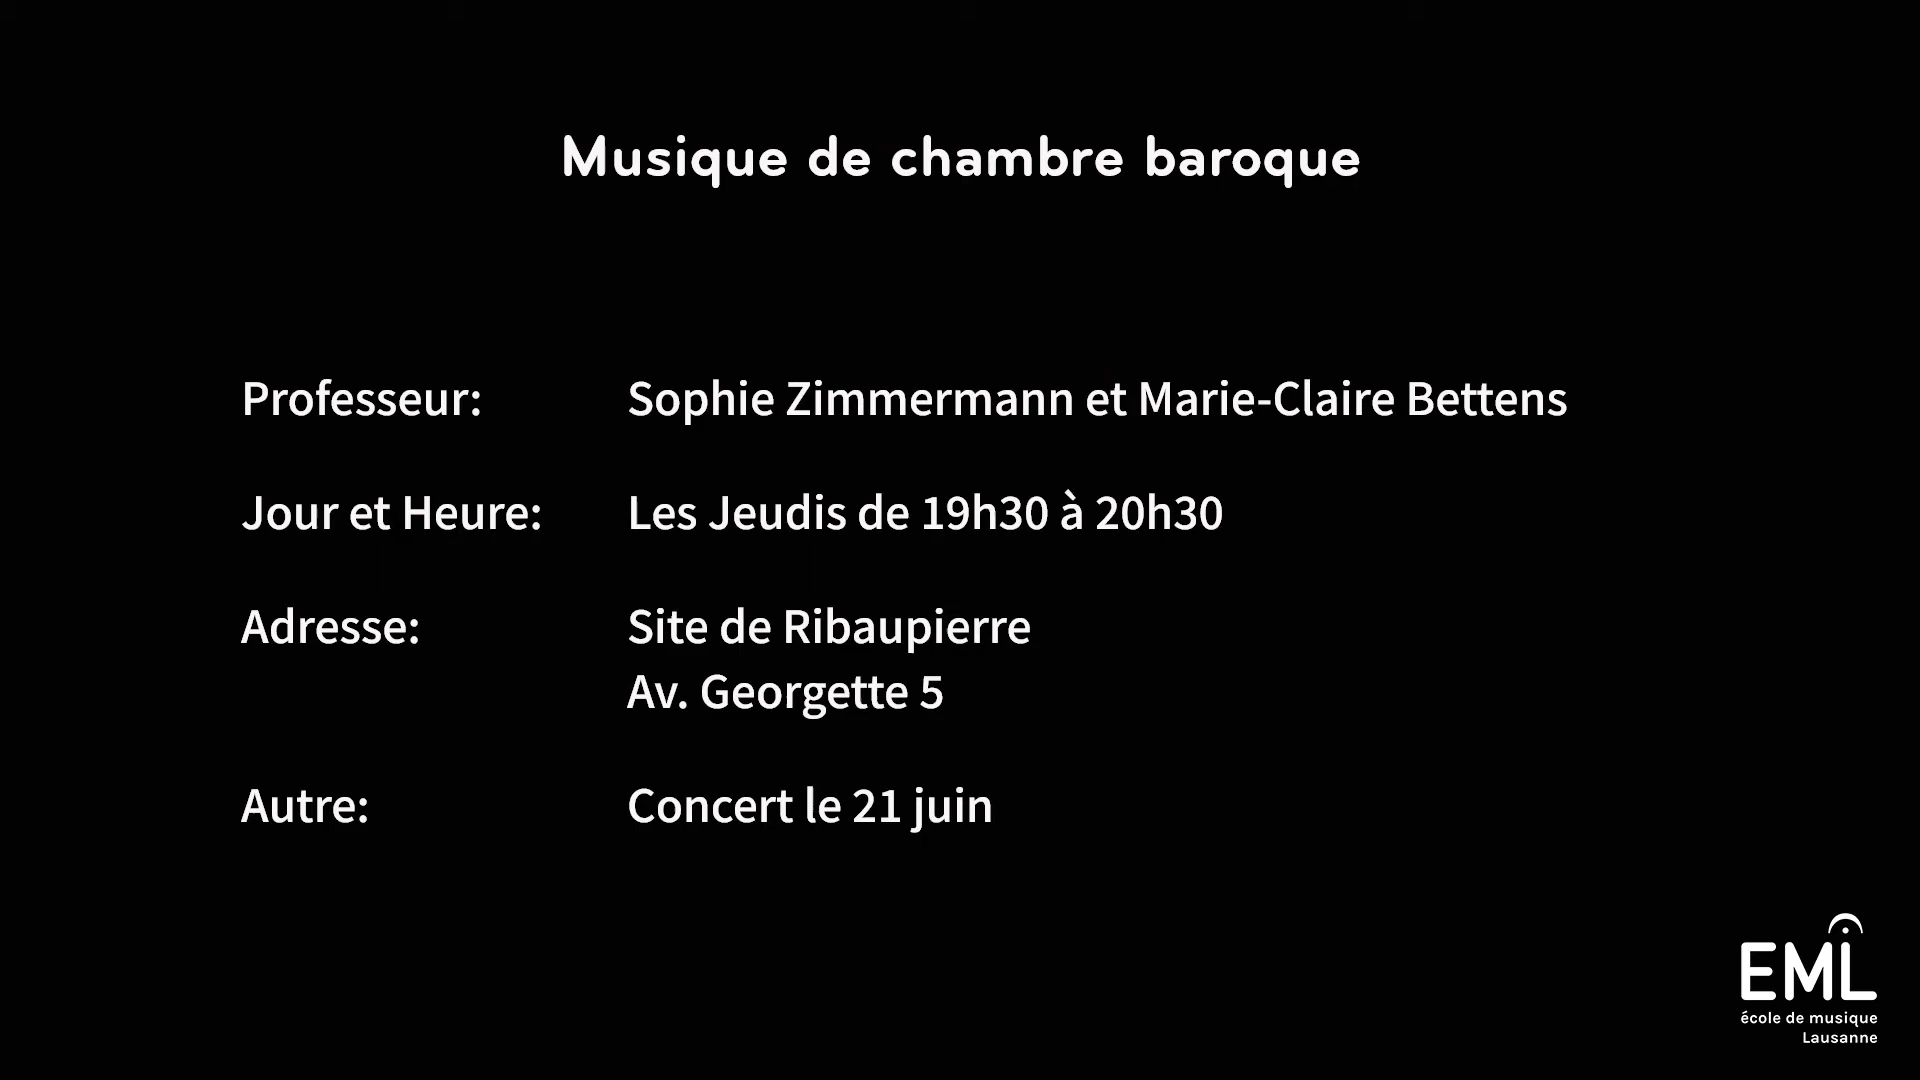 Musique de chambre baroque
Professeur: Sophie Zimmermann et Marie-Claire Bettens
Jour et Heure: Les Jeudis de 19h30 à 20h30
Adresse: Site de Ribaupierre
Av. Georgette 5
Autre: Concert le 21 juin
EML
école de musique
Lausanne